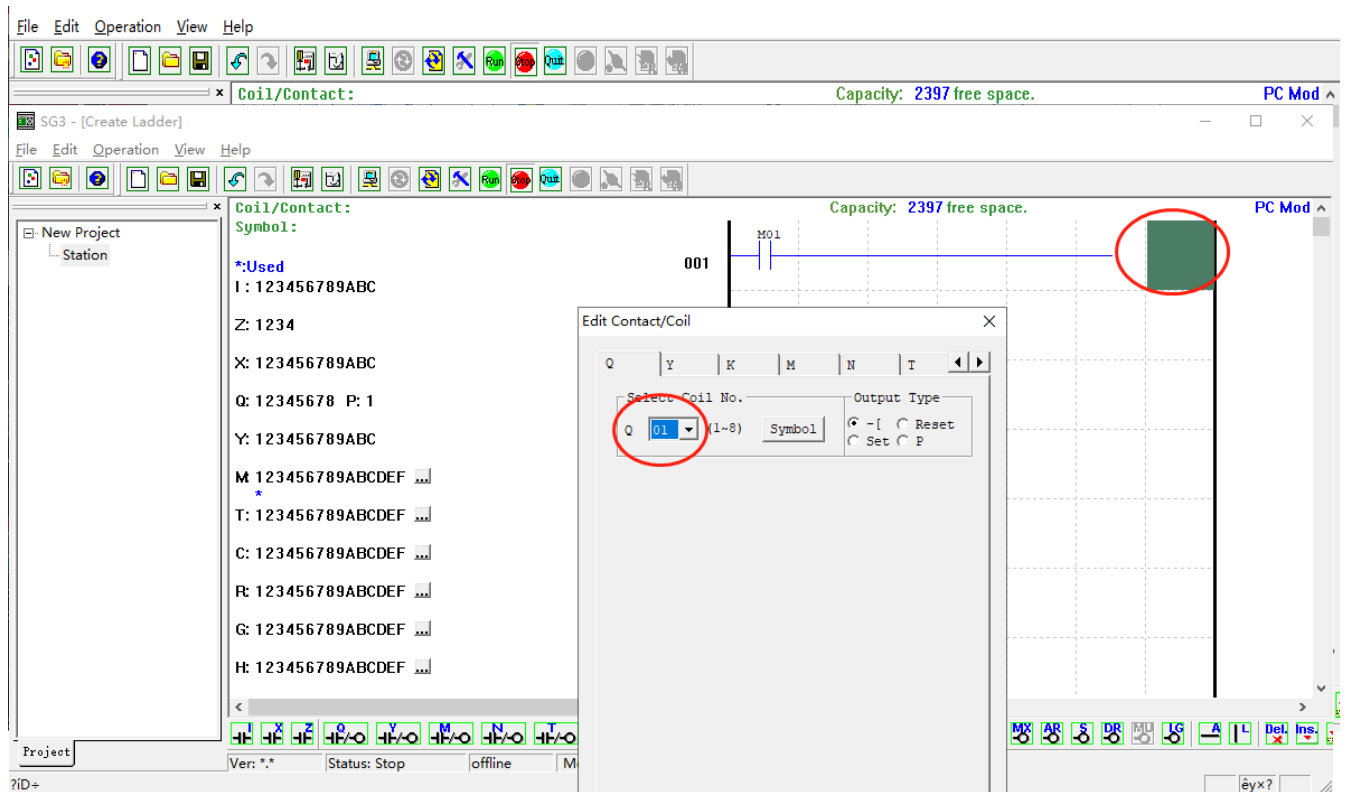 File Edit Operation View Help
Run Stop Quit
× Coil/Contact: Capacity: 2397 free space. PC Mod
SG3 - [Create Ladder]
File Edit Operation View Help
Run Stop Quit
× Coil/Contact: Capacity: 2397 free space. PC Mod
New Project
Station
Symbol:
*:Used
I : 123456789ABC
Z: 1234
X: 123456789ABC
Q: 12345678 P: 1
Y: 123456789ABC
M: 123456789ABCDEF ...
*
T: 123456789ABCDEF ...
C: 123456789ABCDEF ...
R: 123456789ABCDEF ...
G: 123456789ABCDEF ...
H: 123456789ABCDEF ...
M01
001
Edit Contact/Coil
Q Y K M N T
Select Coil No.
Q 01 (1~8) Symbol
Output Type
-[ Reset
Set P
I X Z Q Y M N T MX AR S DR MU LG A L Del. Ins.
Project
Ver: *.* Status: Stop offline M
?íD÷ êy×?